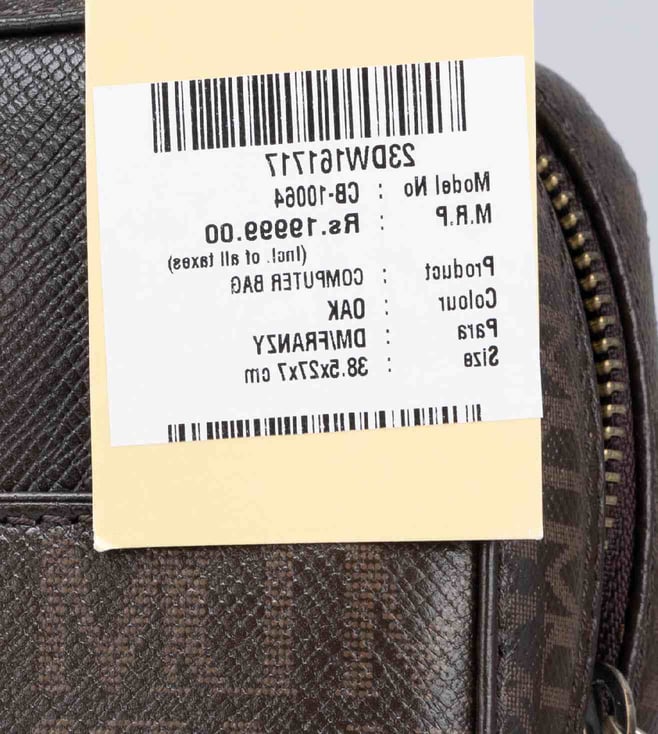 23DW161717
Model No : CB-10064
M.R.P. : Rs.19999.00
(Incl. of all taxes)
Product : COMPUTER BAG
Colour : OAK
Para : DM/FRANZY
Size : 38.5x27x7 cm